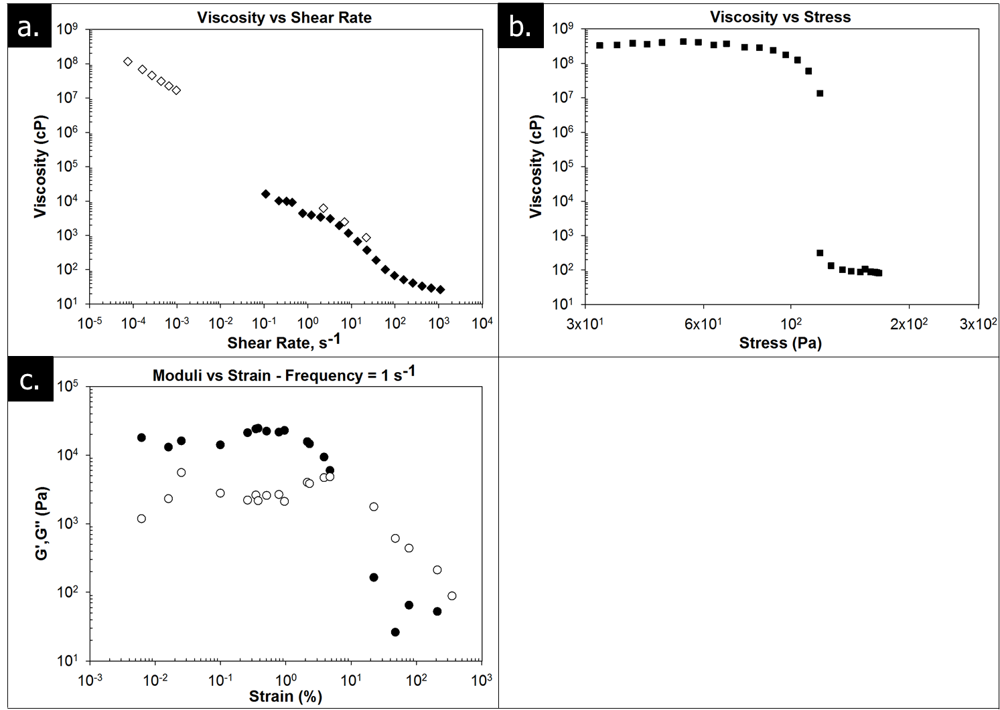 a.
Viscosity vs Shear Rate
10⁹
10⁸
10⁷
10⁶
10⁵
10⁴
10³
10²
10¹
Viscosity (cP)
10⁻⁵ 10⁻⁴ 10⁻³ 10⁻² 10⁻¹ 10⁰ 10¹ 10² 10³ 10⁴
Shear Rate, s⁻¹
b.
Viscosity vs Stress
10⁹
10⁸
10⁷
10⁶
10⁵
10⁴
10³
10²
10¹
Viscosity (cP)
3x10¹ 6x10¹ 10² 2x10² 3x10²
Stress (Pa)
c.
Moduli vs Strain - Frequency = 1 s⁻¹
10⁵
10⁴
10³
10²
10¹
G',G'' (Pa)
10⁻³ 10⁻² 10⁻¹ 10⁰ 10¹ 10² 10³
Strain (%)